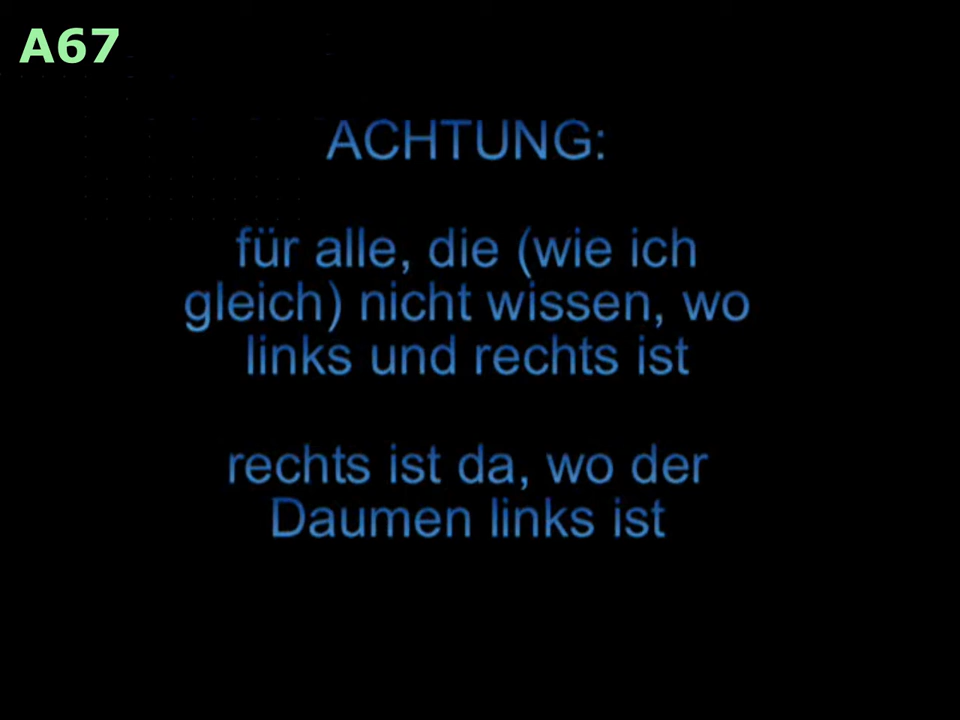 A67
ACHTUNG:
für alle, die (wie ich
gleich) nicht wissen, wo
links und rechts ist
rechts ist da, wo der
Daumen links ist